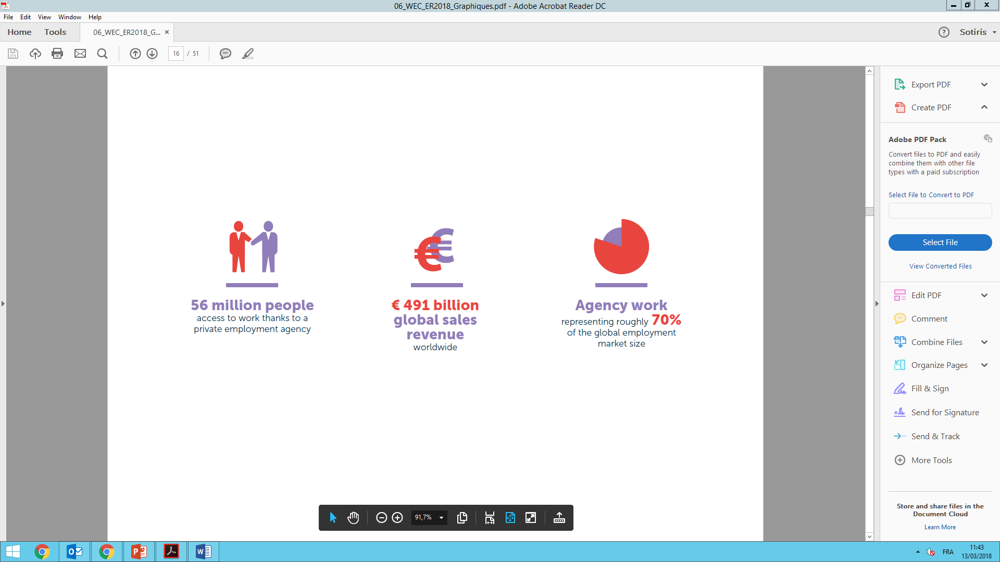 06_WEC_ER2018_Graphiques.pdf - Adobe Acrobat Reader DC
File Edit View Window Help
Home Tools 06_WEC_ER2018_G... × Sotiris
16 / 51
Export PDF
Create PDF
Adobe PDF Pack
Convert files to PDF and easily
combine them with other file
types with a paid subscription
Select File to Convert to PDF
Select File
View Converted Files
Edit PDF
Comment
Combine Files
Organize Pages
Fill & Sign
Send for Signature
Send & Track
More Tools
Store and share files in the
Document Cloud
Learn More
56 million people
access to work thanks to a
private employment agency
€ 491 billion
global sales
revenue
worldwide
Agency work
representing roughly 70%
of the global employment
market size
91,7%
FRA
11:43
13/03/2018